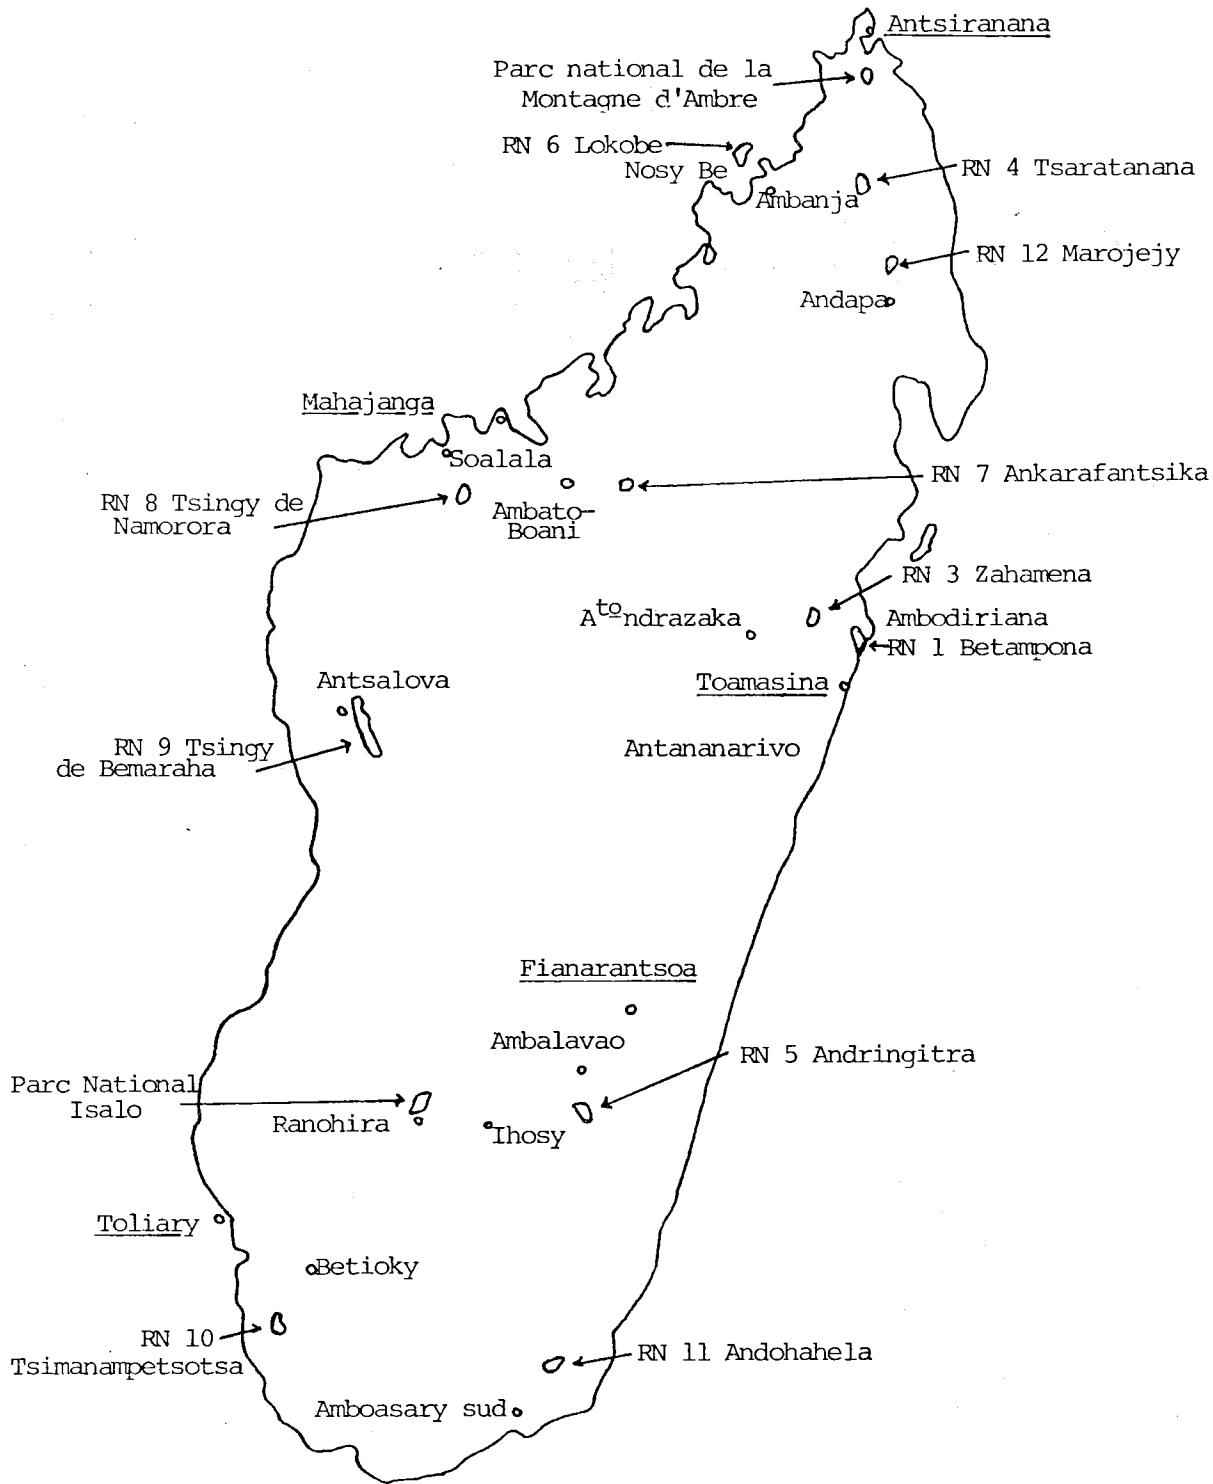 Antsiranana
Parc national de la
Montagne d'Ambre
RN 6 Lokobe
Nosy Be
RN 4 Tsaratanana
Ambanja
RN 12 Marojejy
Andapa
Mahajanga
Soalala
RN 7 Ankarafantsika
RN 8 Tsingy de
Namorora
Ambato-
Boani
RN 3 Zahamena
Atondrazaka
Ambodiriana
RN 1 Betampona
Antsalova
Toamasina
RN 9 Tsingy
de Bemaraha
Antananarivo
Fianarantsoa
Ambalavao
RN 5 Andringitra
Parc National
Isalo
Ranohira
Ihosy
Toliary
Betioky
RN 10
Tsimanampetsotsa
RN 11 Andohahela
Amboasary sud